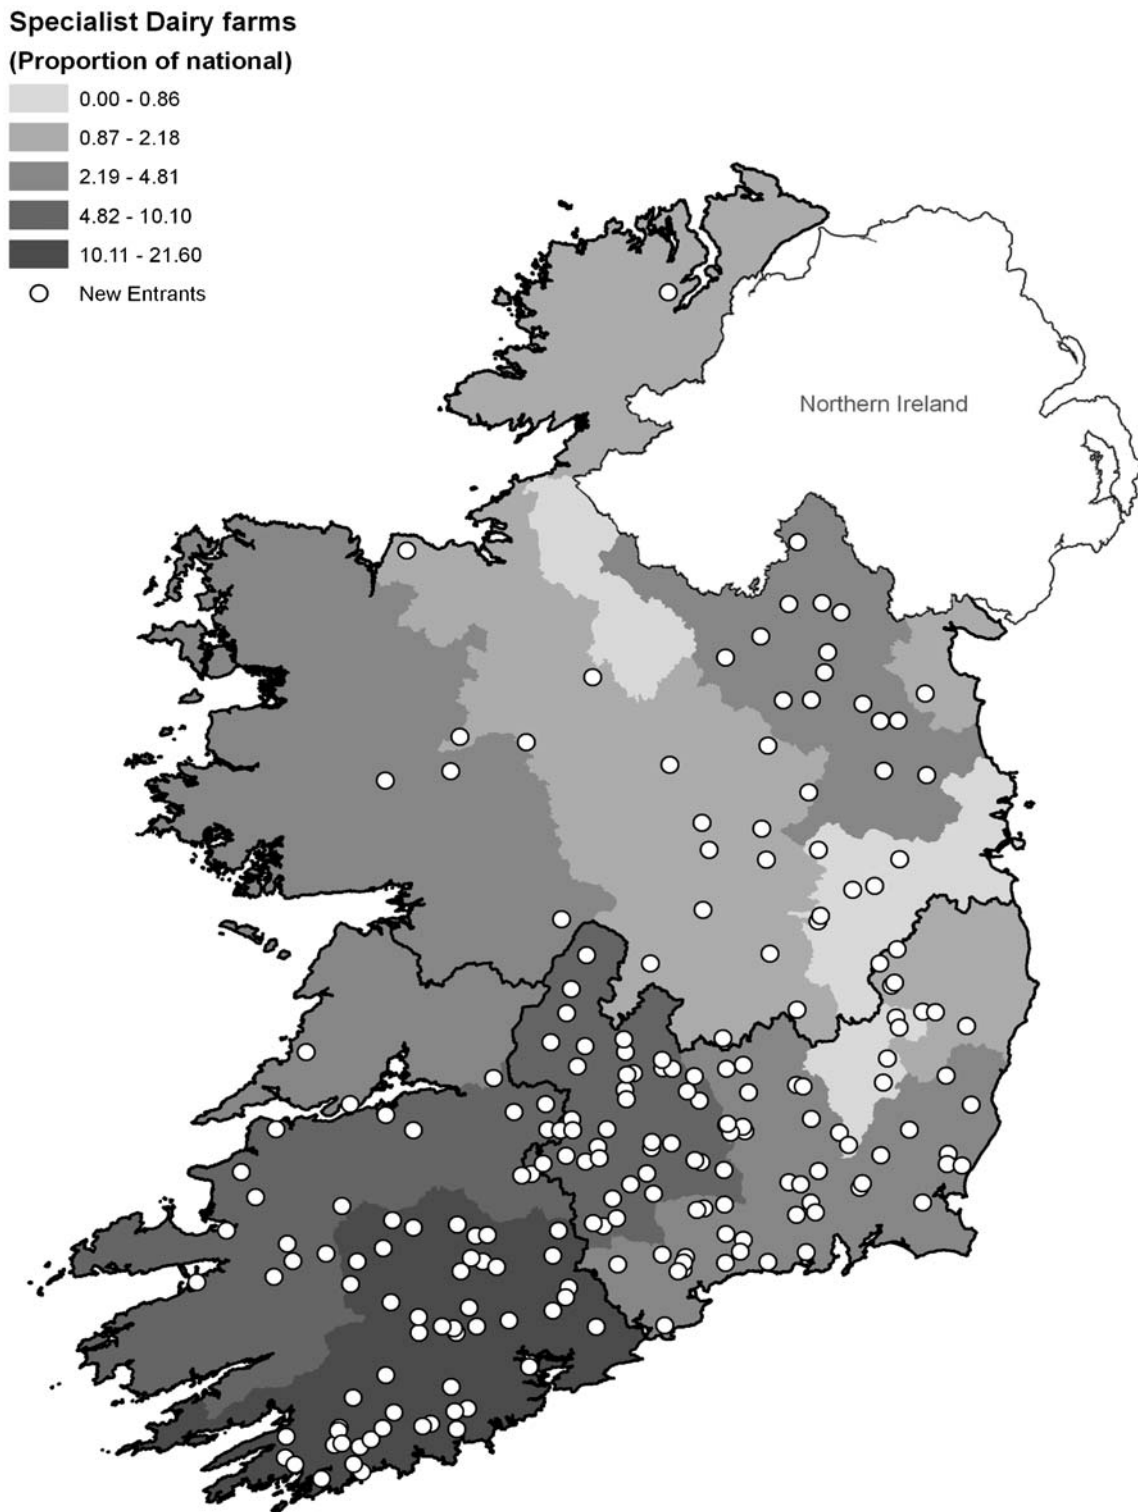 Specialist Dairy farms
(Proportion of national)
0.00 - 0.86
0.87 - 2.18
2.19 - 4.81
4.82 - 10.10
10.11 - 21.60
New Entrants
Northern Ireland